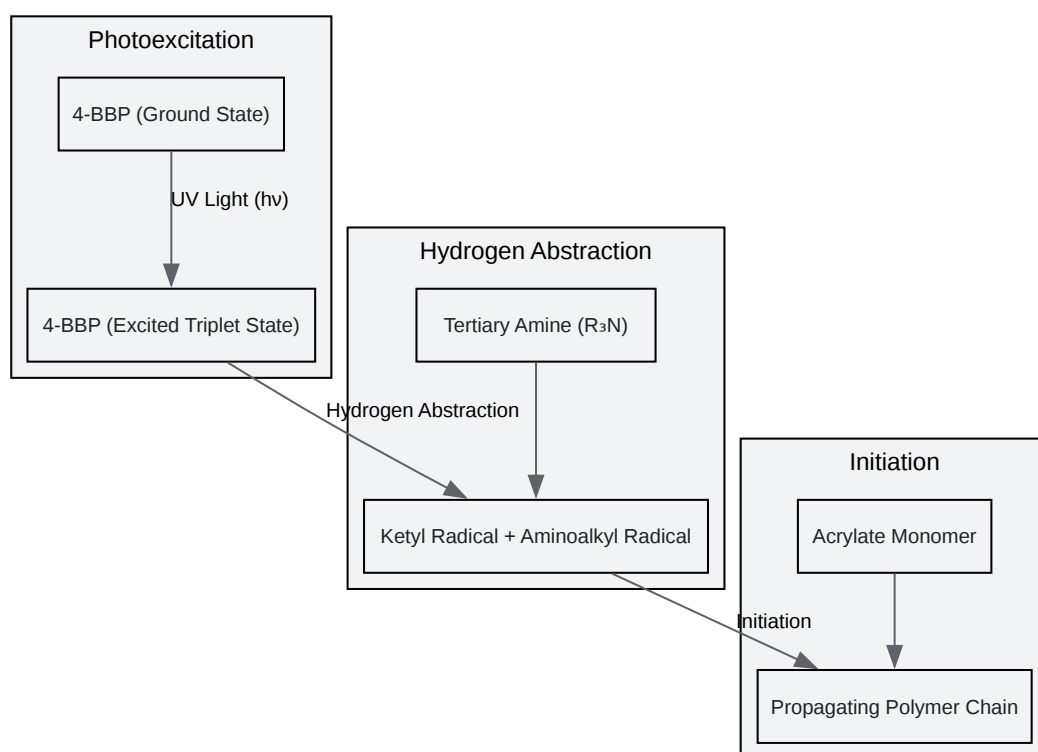 Photoexcitation
4-BBP (Ground State)
UV Light (hν)
4-BBP (Excited Triplet State)
Hydrogen Abstraction
Tertiary Amine (R₃N)
Hydrogen Abstraction
Ketyl Radical + Aminoalkyl Radical
Initiation
Acrylate Monomer
Initiation
Propagating Polymer Chain